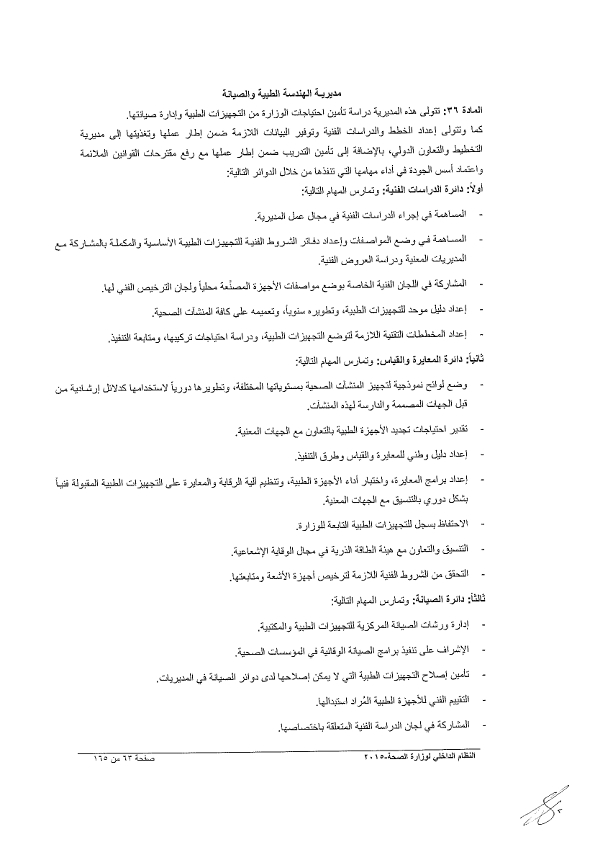 مديريـة الهندسة الطبية والصيانة
المادة ٣٦: تتولى هذه المديرية دراسة تأمين احتياجات الوزارة من التجهيزات الطبية وإدارة صيانتها.
كما وتتولى إعداد الخطط والدراسات الفنية وتوفير البيانات اللازمة ضمن إطار عملها وتغذيتها إلى مديرية
التخطيط والتعاون الدولي، بالإضافة إلى تأمين التدريب ضمن إطار عملها مع رفع مقترحات القوانين الملائمة
واعتماد أسس الجودة في أداء مهامها التي تنفذها من خلال الدوائر التالية:
أولاً: دائرة الدراسات الفنية: وتمارس المهام التالية:
- المساهمة في إجراء الدراسات الفنية في مجال عمل المديرية.
- المساهمة في وضع المواصفات وإعداد دفاتر الشروط الفنية للتجهيزات الطبية الأساسية والمكملة بالمشاركة مع
المديريات المعنية ودراسة العروض الفنية.
- المشاركة في اللجان الفنية الخاصة بوضع مواصفات الأجهزة المصنّعة محلياً ولجان الترخيص الفني لها.
- إعداد دليل موحد للتجهيزات الطبية، وتطويره سنوياً، وتعميمه على كافة المنشآت الصحية.
- إعداد المخططات التقنية اللازمة لتوضع التجهيزات الطبية، ودراسة احتياجات تركيبها، ومتابعة التنفيذ.
ثانياً: دائرة المعايرة والقياس: وتمارس المهام التالية:
- وضع لوائح نموذجية لتجهيز المنشآت الصحية بمستوياتها المختلفة، وتطويرها دورياً لاستخدامها كدلائل إرشادية من
قبل الجهات المصممة والدارسة لهذه المنشآت.
- تقدير احتياجات تجديد الأجهزة الطبية بالتعاون مع الجهات المعنية.
- إعداد دليل وطني للمعايرة والقياس وطرق التنفيذ.
- إعداد برامج المعايرة، واختبار أداء الأجهزة الطبية، وتنظيم آلية الرقابة والمعايرة على التجهيزات الطبية المقبولة فنياً
بشكل دوري بالتنسيق مع الجهات المعنية.
- الاحتفاظ بسجل للتجهيزات الطبية التابعة للوزارة.
- التنسيق والتعاون مع هيئة الطاقة الذرية في مجال الوقاية الإشعاعية.
- التحقق من الشروط الفنية اللازمة لترخيص أجهزة الأشعة ومتابعتها.
ثالثاً: دائرة الصيانة: وتمارس المهام التالية:
- إدارة ورشات الصيانة المركزية للتجهيزات الطبية والمكتبية.
- الإشراف على تنفيذ برامج الصيانة الوقائية في المؤسسات الصحية.
- تأمين إصلاح التجهيزات الطبية التي لا يمكن إصلاحها لدى دوائر الصيانة في المديريات.
- التقييم الفني للأجهزة الطبية المُراد استبدالها.
- المشاركة في لجان الدراسة الفنية المتعلقة باختصاصها.
النظام الداخلي لوزارة الصحة-٢٠١٥
صفحة ٦٣ من ١٦٥